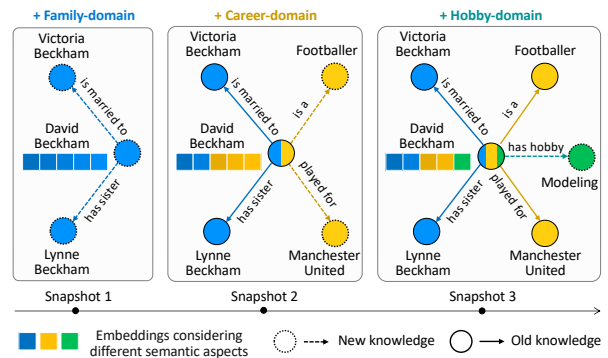 + Family-domain
Victoria
Beckham
is married to
David
Beckham
has sister
Lynne
Beckham
+ Career-domain
Victoria
Beckham
Footballer
is married to
is a
David
Beckham
has sister
played for
Lynne
Beckham
Manchester
United
+ Hobby-domain
Victoria
Beckham
Footballer
is married to
is a
David
Beckham
has hobby
Modeling
has sister
played for
Lynne
Beckham
Manchester
United
Snapshot 1
Snapshot 2
Snapshot 3
Embeddings considering
different semantic aspects
New knowledge
Old knowledge